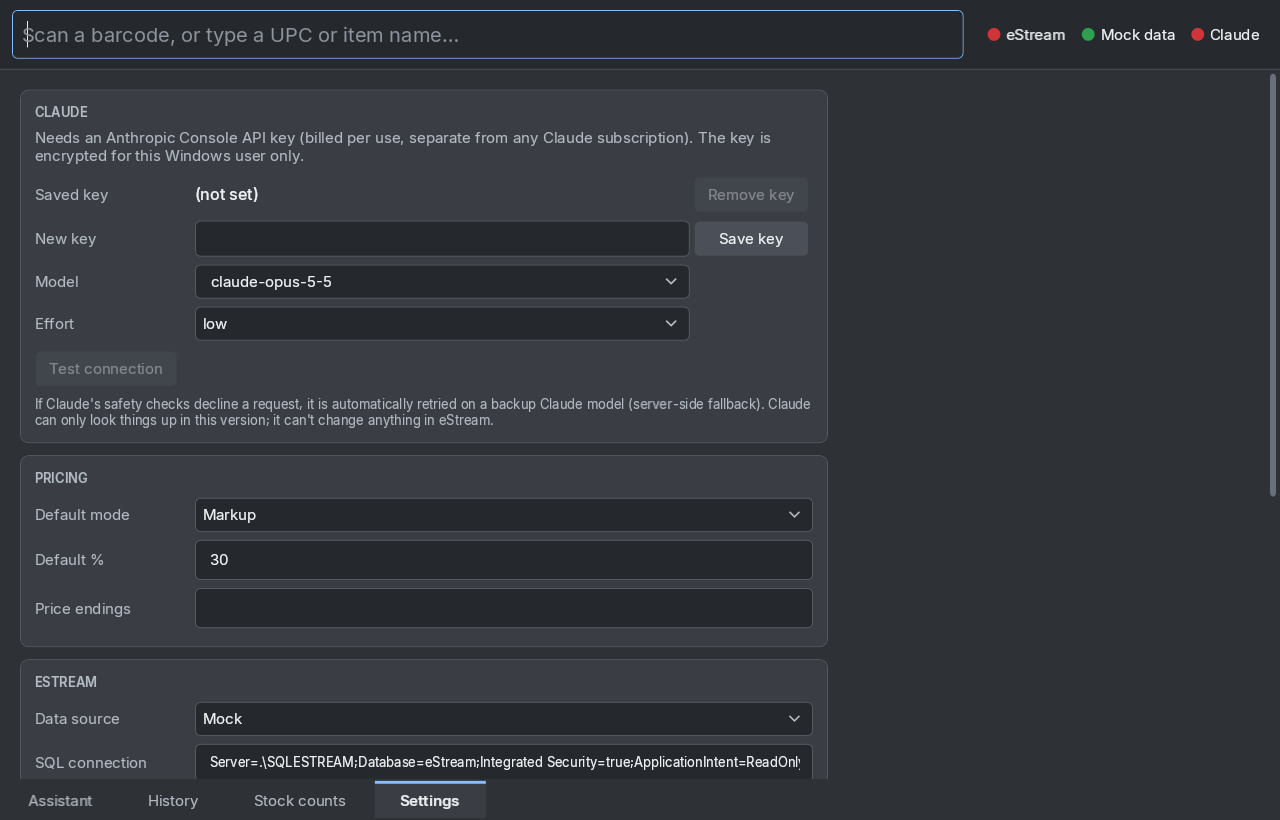 Scan a barcode, or type a UPC or item name...
eStream
Mock data
Claude
CLAUDE
Needs an Anthropic Console API key (billed per use, separate from any Claude subscription). The key is
encrypted for this Windows user only.
Saved key
(not set)
Remove key
New key
Save key
Model
claude-opus-5-5
Effort
low
Test connection
If Claude's safety checks decline a request, it is automatically retried on a backup Claude model (server-side fallback). Claude
can only look things up in this version; it can't change anything in eStream.
PRICING
Default mode
Markup
Default %
30
Price endings
ESTREAM
Data source
Mock
SQL connection
Server=.\SQLESTREAM;Database=eStream;Integrated Security=true;ApplicationIntent=ReadOnly
Assistant
History
Stock counts
Settings